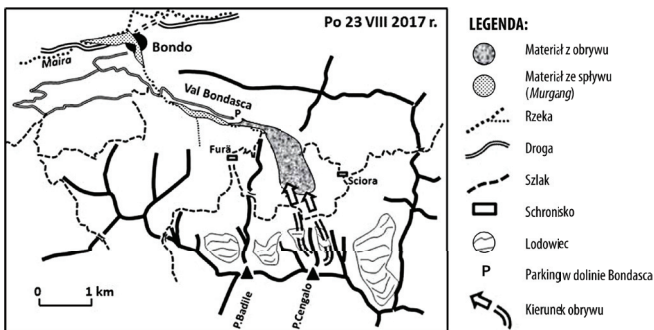 Po 23 VIII 2017 r.
Bondo
Maira
Val Bondasca
P
Furä
Sciora
P.Badile
P.Cengalo
0 1 km
LEGENDA:
Materiał z obrywu
Materiał ze spływu
(Murgang)
Rzeka
Droga
Szlak
Schronisko
Lodowiec
P Parking w dolinie Bondasca
Kierunek obrywu